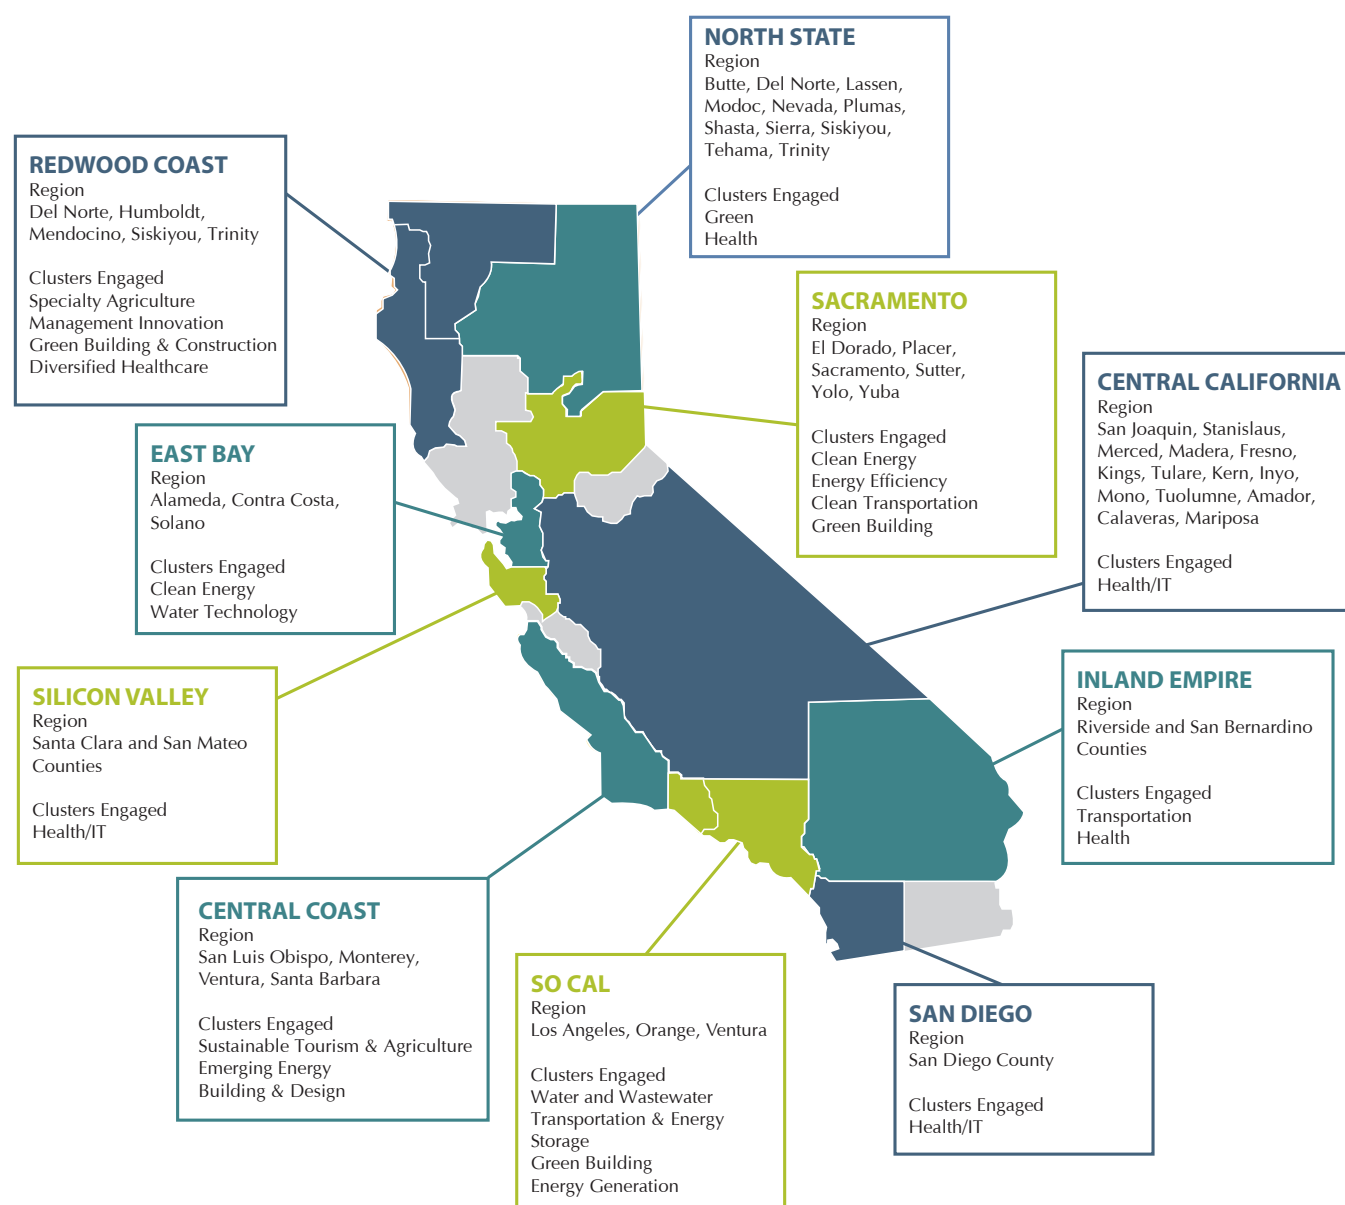 NORTH STATE
Region
Butte, Del Norte, Lassen,
Modoc, Nevada, Plumas,
Shasta, Sierra, Siskiyou,
Tehama, Trinity
Clusters Engaged
Green
Health
REDWOOD COAST
Region
Del Norte, Humboldt,
Mendocino, Siskiyou, Trinity
Clusters Engaged
Specialty Agriculture
Management Innovation
Green Building & Construction
Diversified Healthcare
SACRAMENTO
Region
El Dorado, Placer,
Sacramento, Sutter,
Yolo, Yuba
Clusters Engaged
Clean Energy
Energy Efficiency
Clean Transportation
Green Building
CENTRAL CALIFORNIA
Region
San Joaquin, Stanislaus,
Merced, Madera, Fresno,
Kings, Tulare, Kern, Inyo,
Mono, Tuolumne, Amador,
Calaveras, Mariposa
Clusters Engaged
Health/IT
EAST BAY
Region
Alameda, Contra Costa,
Solano
Clusters Engaged
Clean Energy
Water Technology
INLAND EMPIRE
Region
Riverside and San Bernardino
Counties
Clusters Engaged
Transportation
Health
SILICON VALLEY
Region
Santa Clara and San Mateo
Counties
Clusters Engaged
Health/IT
CENTRAL COAST
Region
San Luis Obispo, Monterey,
Ventura, Santa Barbara
Clusters Engaged
Sustainable Tourism & Agriculture
Emerging Energy
Building & Design
SO CAL
Region
Los Angeles, Orange, Ventura
Clusters Engaged
Water and Wastewater
Transportation & Energy
Storage
Green Building
Energy Generation
SAN DIEGO
Region
San Diego County
Clusters Engaged
Health/IT